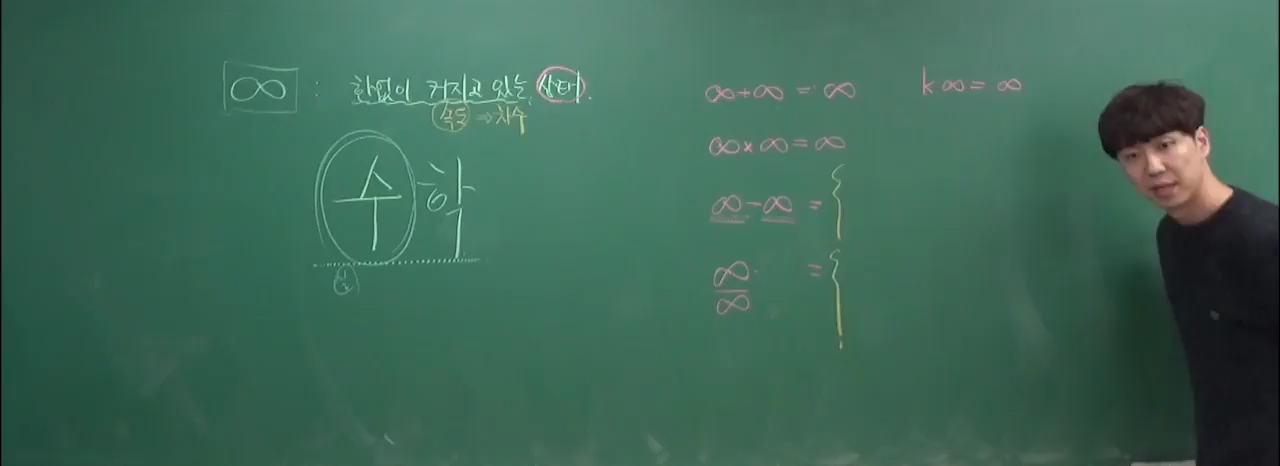 ∞ : 한없이 커지고 있는 상태.
속도 ⇒ 차수
수학
∞+∞ = ∞
k∞ = ∞
∞×∞ = ∞
∞-∞ = {
∞/∞ = {